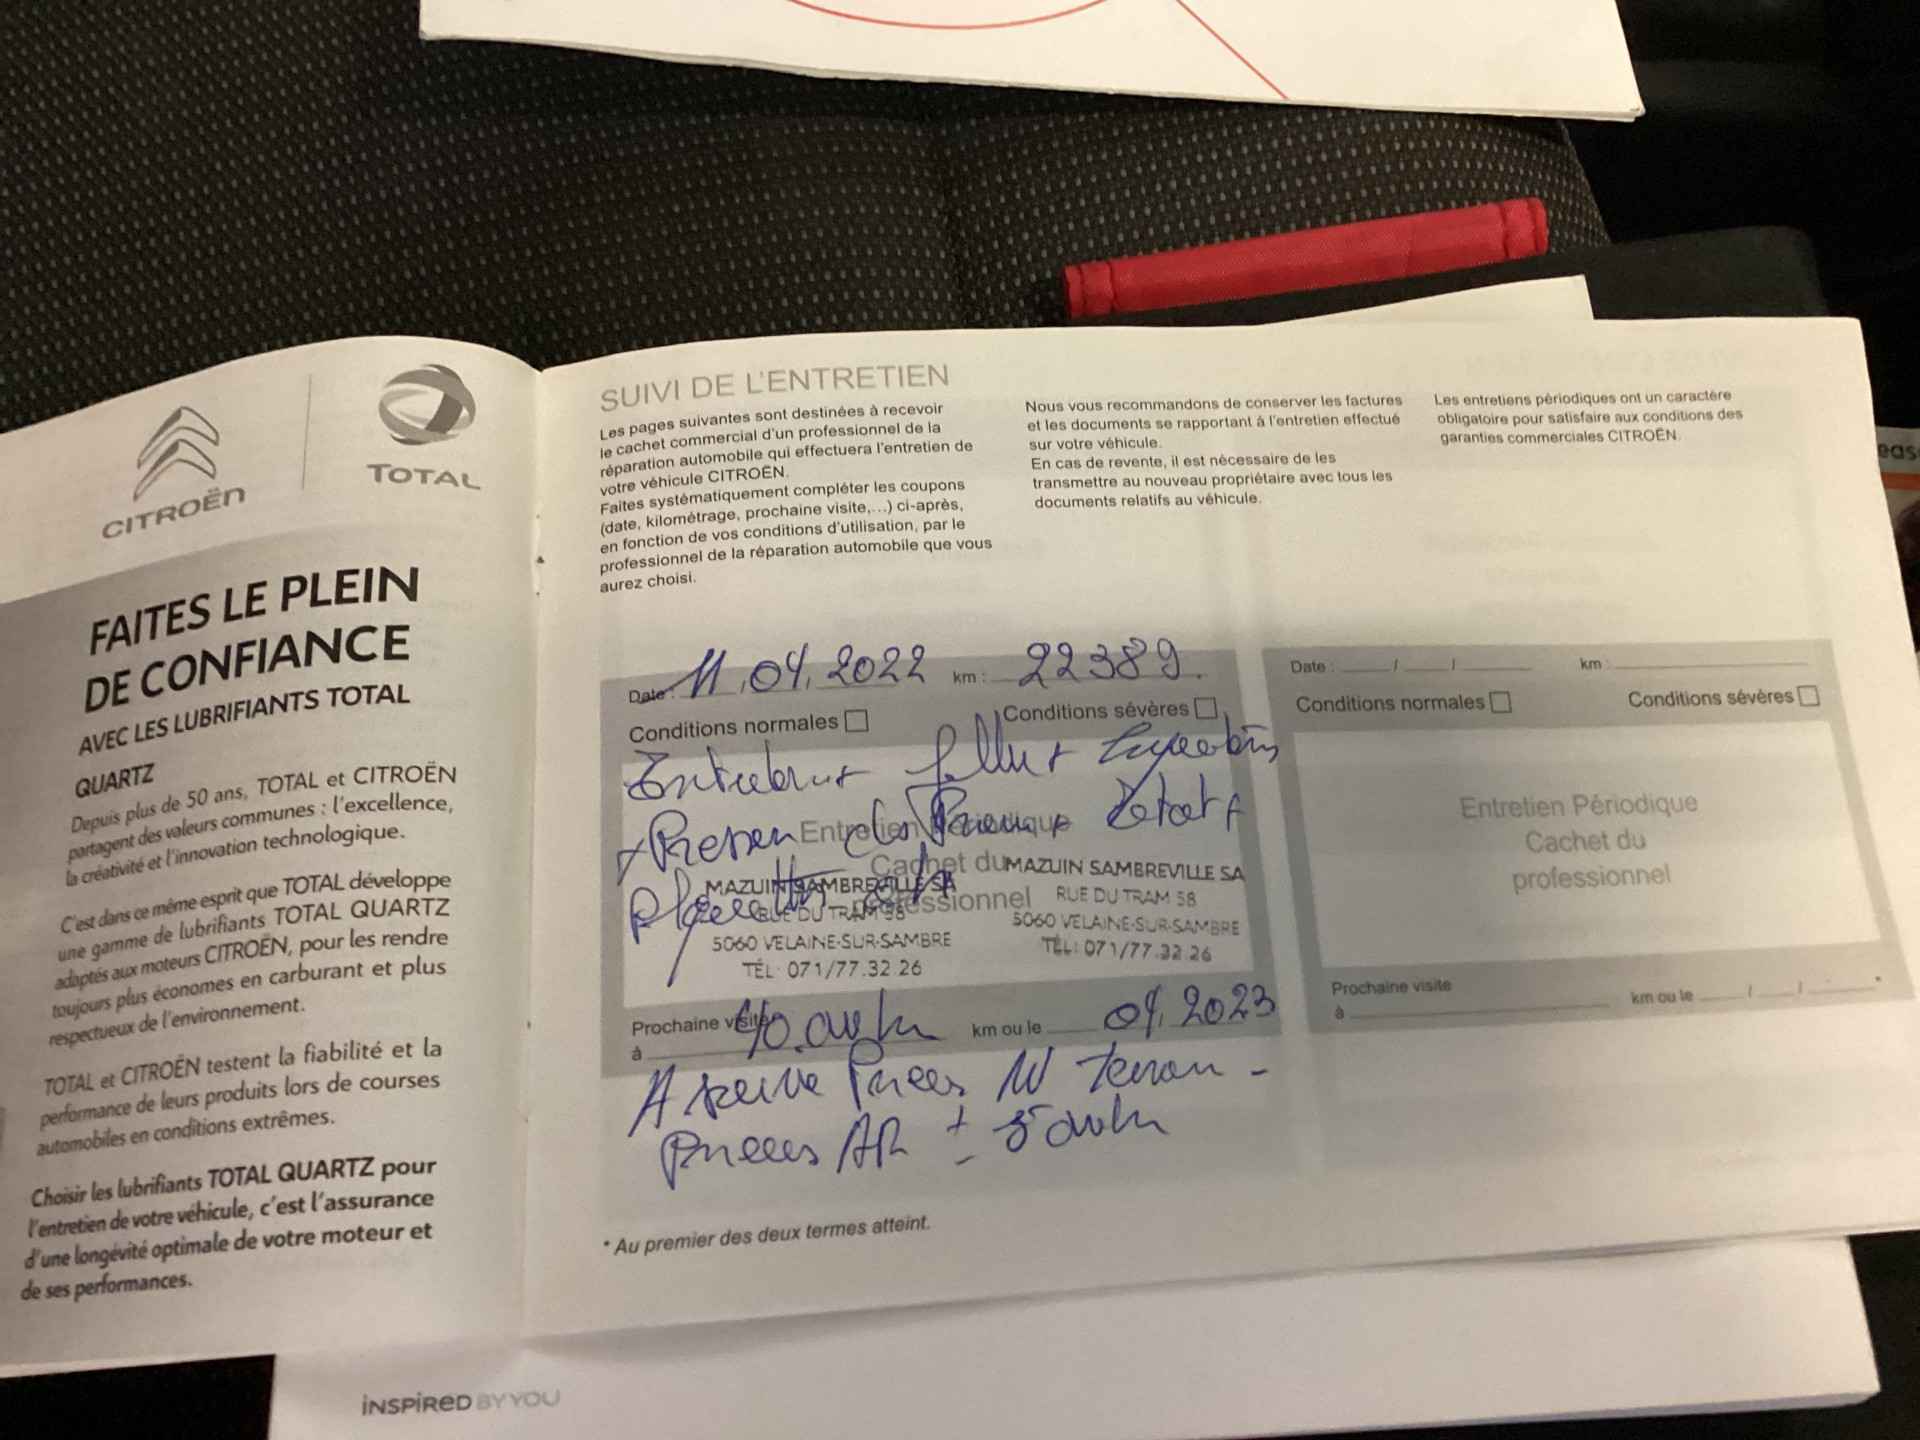 CITROËN
TOTAL
FAITES LE PLEIN
DE CONFIANCE
AVEC LES LUBRIFIANTS TOTAL
QUARTZ
Depuis plus de 50 ans, TOTAL et CITROËN
partagent des valeurs communes : l'excellence,
la créativité et l'innovation technologique.
C'est dans ce même esprit que TOTAL développe
une gamme de lubrifiants TOTAL QUARTZ
adaptés aux moteurs CITROËN, pour les rendre
toujours plus économes en carburant et plus
respectueux de l'environnement.
TOTAL et CITROËN testent la fiabilité et la
performance de leurs produits lors de courses
automobiles en conditions extrêmes.
Choisir les lubrifiants TOTAL QUARTZ pour
l'entretien de votre véhicule, c'est l'assurance
d'une longévité optimale de votre moteur et
de ses performances.
SUIVI DE L'ENTRETIEN
Les pages suivantes sont destinées à recevoir
le cachet commercial d'un professionnel de la
réparation automobile qui effectuera l'entretien de
votre véhicule CITROËN.
Faites systématiquement compléter les coupons
(date, kilométrage, prochaine visite,...) ci-après,
en fonction de vos conditions d'utilisation, par le
professionnel de la réparation automobile que vous
aurez choisi.
Nous vous recommandons de conserver les factures
et les documents se rapportant à l'entretien effectué
sur votre véhicule.
En cas de revente, il est nécessaire de les
transmettre au nouveau propriétaire avec tous les
documents relatifs au véhicule.
Les entretiens périodiques ont un caractère
obligatoire pour satisfaire aux conditions des
garanties commerciales CITROËN.
Date : 11.04.2022 km : 22389.
Conditions normales Conditions sévères
Entretien Périodique
Cachet du
professionnel
MAZUIN SAMBREVILLE SA
RUE DU TRAM 58
5060 VELAINE-SUR-SAMBRE
TÉL: 071/77.32 26
MAZUIN SAMBREVILLE SA
RUE DU TRAM 58
5060 VELAINE-SUR-SAMBRE
TÉL: 071/77.32 26
Prochaine visite
à 40.000 km ou le 04.2023
Pneus AR ±
* Au premier des deux termes atteint.
Date : / / km :
Conditions normales Conditions sévères
Entretien Périodique
Cachet du
professionnel
Prochaine visite
à km ou le / / *
INSPIRED BY YOU